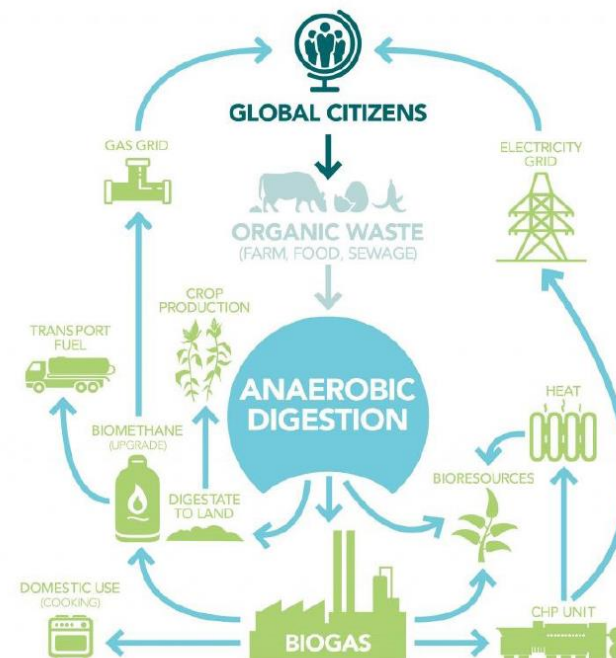 GLOBAL CITIZENS
GAS GRID
ELECTRICITY
GRID
ORGANIC WASTE
(FARM, FOOD, SEWAGE)
CROP
PRODUCTION
TRANSPORT
FUEL
ANAEROBIC
DIGESTION
HEAT
BIOMETHANE
(UPGRADE)
BIORESOURCES
DIGESTATE
TO LAND
DOMESTIC USE
(COOKING)
CHP UNIT
BIOGAS